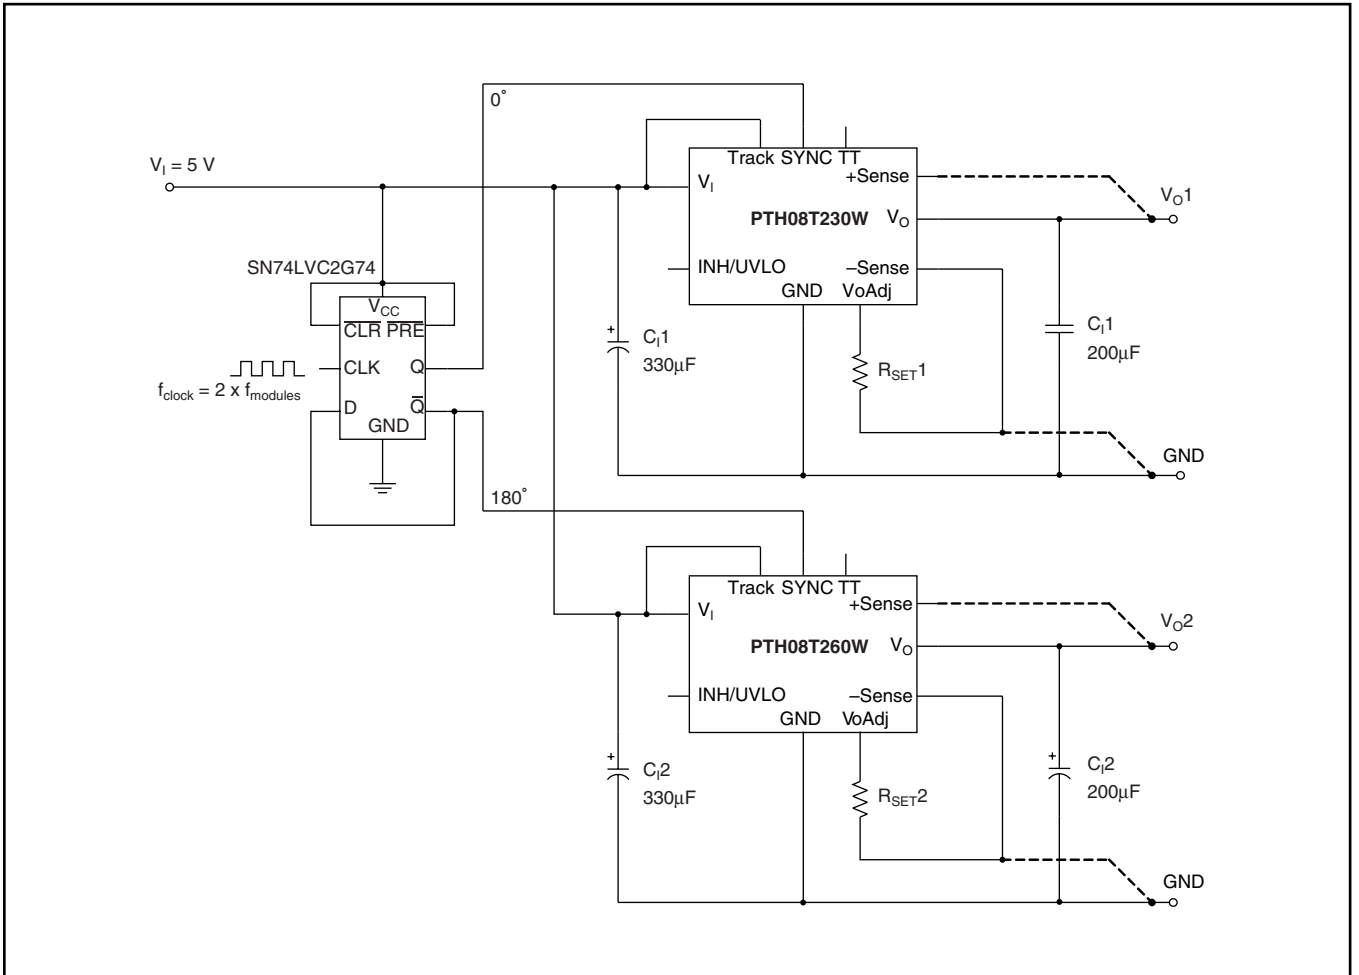 0°
V_I = 5 V
Track SYNC TT
V_I
+Sense
PTH08T230W
V_O
V_O1
INH/UVLO
–Sense
GND
VoAdj
SN74LVC2G74
V_CC
C̅L̅R̅ P̅R̅E̅
CLK
Q
f_clock = 2 x f_modules
D
Q̅
GND
+
C_I1
330µF
R_SET1
C_I1
200µF
GND
180°
Track SYNC TT
V_I
+Sense
PTH08T260W
V_O
V_O2
INH/UVLO
–Sense
GND
VoAdj
+
C_I2
330µF
R_SET2
+
C_I2
200µF
GND